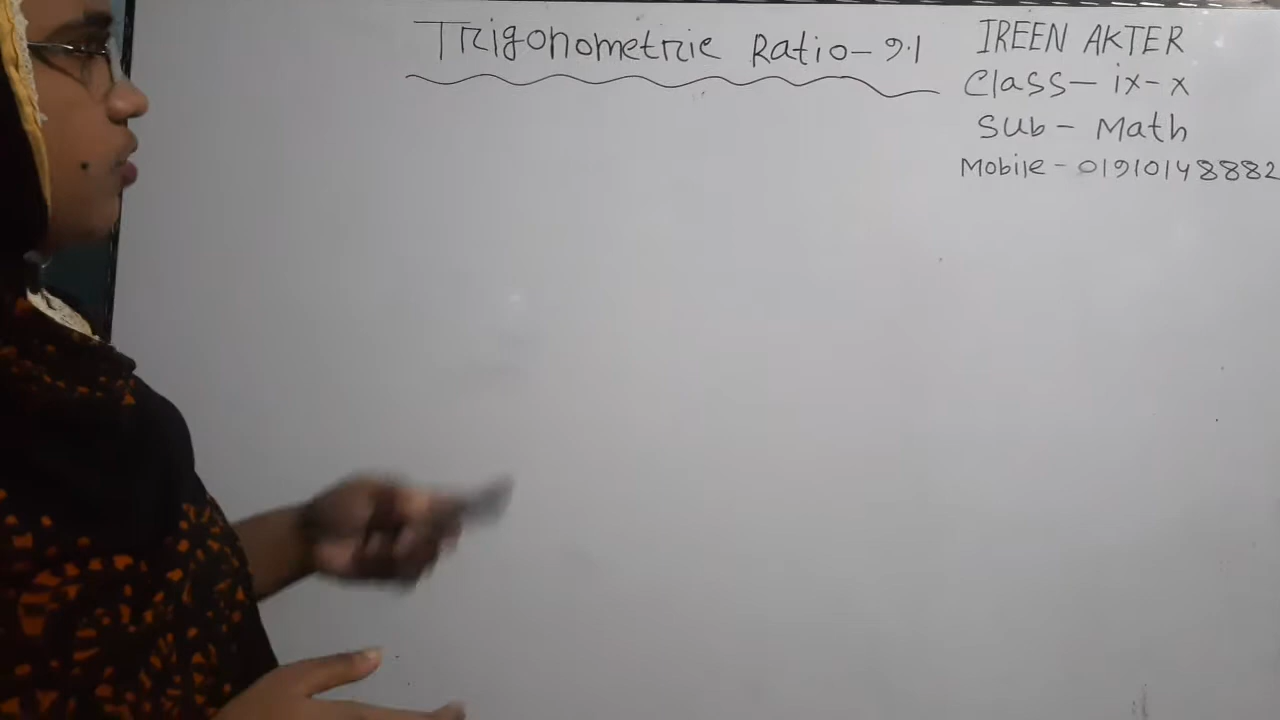 Trigonometric Ratio - 9.1
IREEN AKTER
Class - ix - x
Sub - Math
Mobile - 01910148882